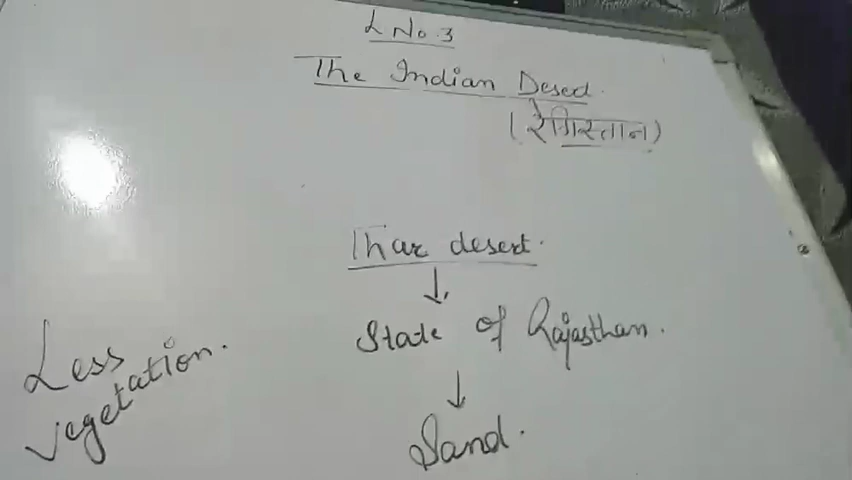 L No. 3
The Indian Desed.
(रेगिस्तान)
Thar desert.
↓
State of Rajasthan.
↓
Sand.
Less
vegetation.